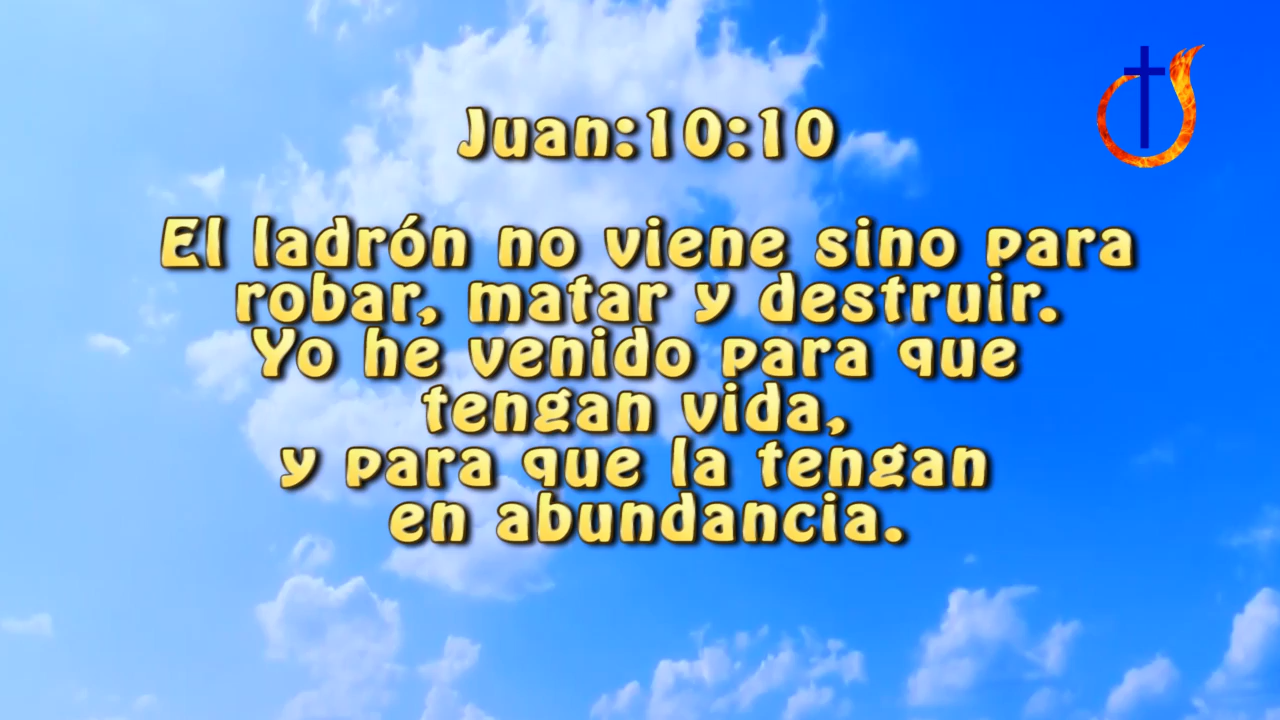 Juan:10:10
El ladrón no viene sino para
robar, matar y destruir.
Yo he venido para que
tengan vida,
y para que la tengan
en abundancia.